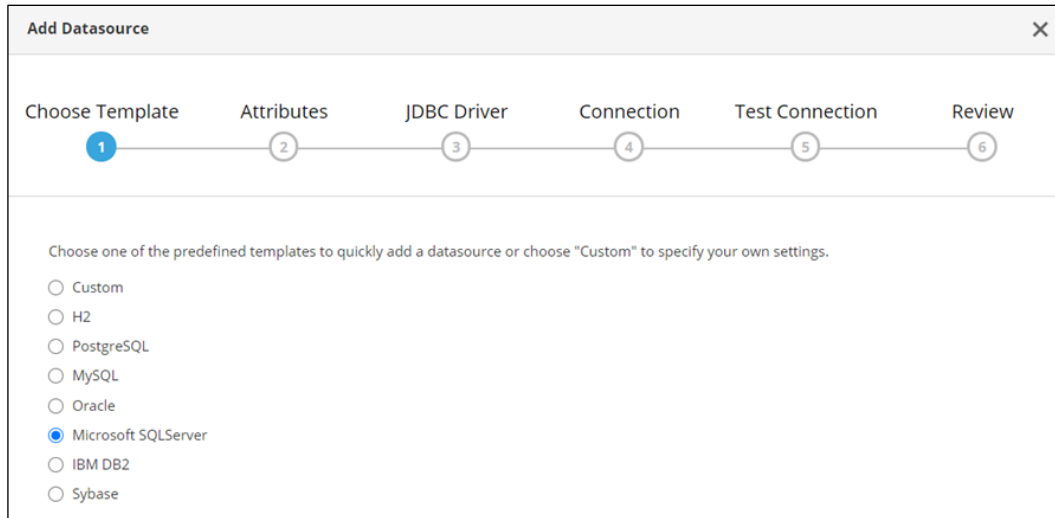 Add Datasource
Choose Template Attributes JDBC Driver Connection Test Connection Review
1 2 3 4 5 6
Choose one of the predefined templates to quickly add a datasource or choose "Custom" to specify your own settings.
Custom
H2
PostgreSQL
MySQL
Oracle
Microsoft SQLServer
IBM DB2
Sybase